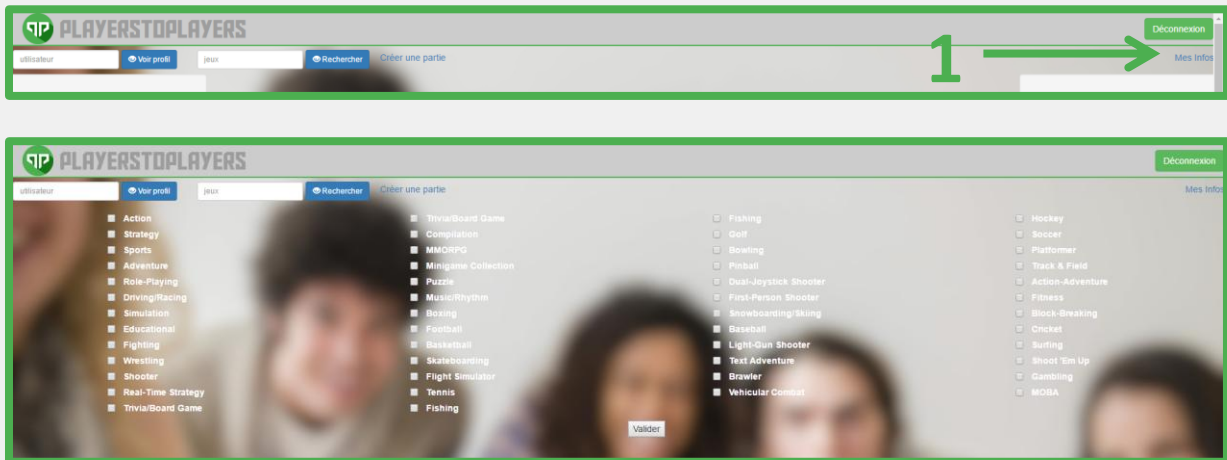 PLAYERSTOPLAYERS
Déconnexion
utilisateur Voir profil jeux Rechercher Créer une partie Mes Infos
1
PLAYERSTOPLAYERS
Déconnexion
utilisateur Voir profil jeux Rechercher Créer une partie Mes Infos
Action Trivia/Board Game Fishing Hockey
Strategy Compilation Golf Soccer
Sports MMORPG Bowling Platformer
Adventure Minigame Collection Pinball Track & Field
Role-Playing Puzzle Dual-Joystick Shooter Action-Adventure
Driving/Racing Music/Rhythm First-Person Shooter Fitness
Simulation Boxing Snowboarding/Skiing Block-Breaking
Educational Football Baseball Cricket
Fighting Basketball Light-Gun Shooter Surfing
Wrestling Skateboarding Text Adventure Shoot 'Em Up
Shooter Flight Simulator Brawler Gambling
Real-Time Strategy Tennis Vehicular Combat MOBA
Trivia/Board Game Fishing
Valider